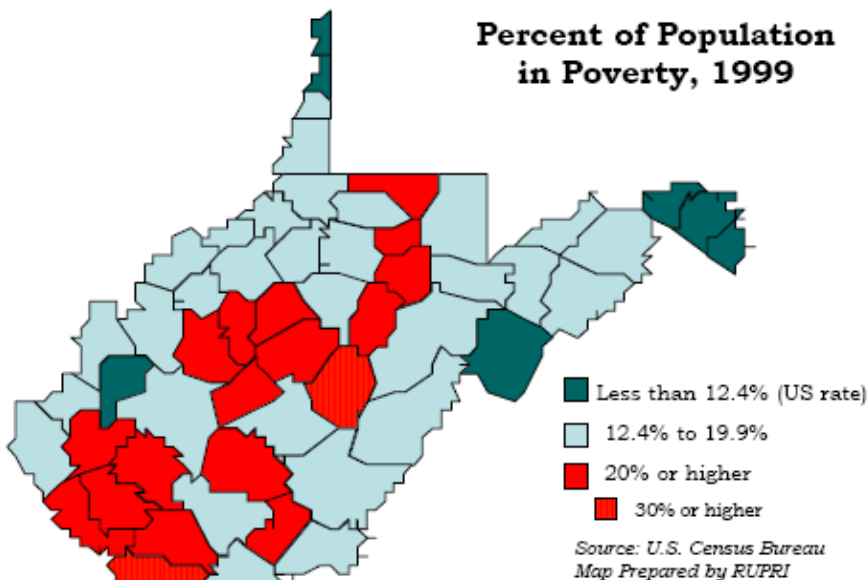 Percent of Population
in Poverty, 1999
Less than 12.4% (US rate)
12.4% to 19.9%
20% or higher
30% or higher
Source: U.S. Census Bureau
Map Prepared by RUPRI